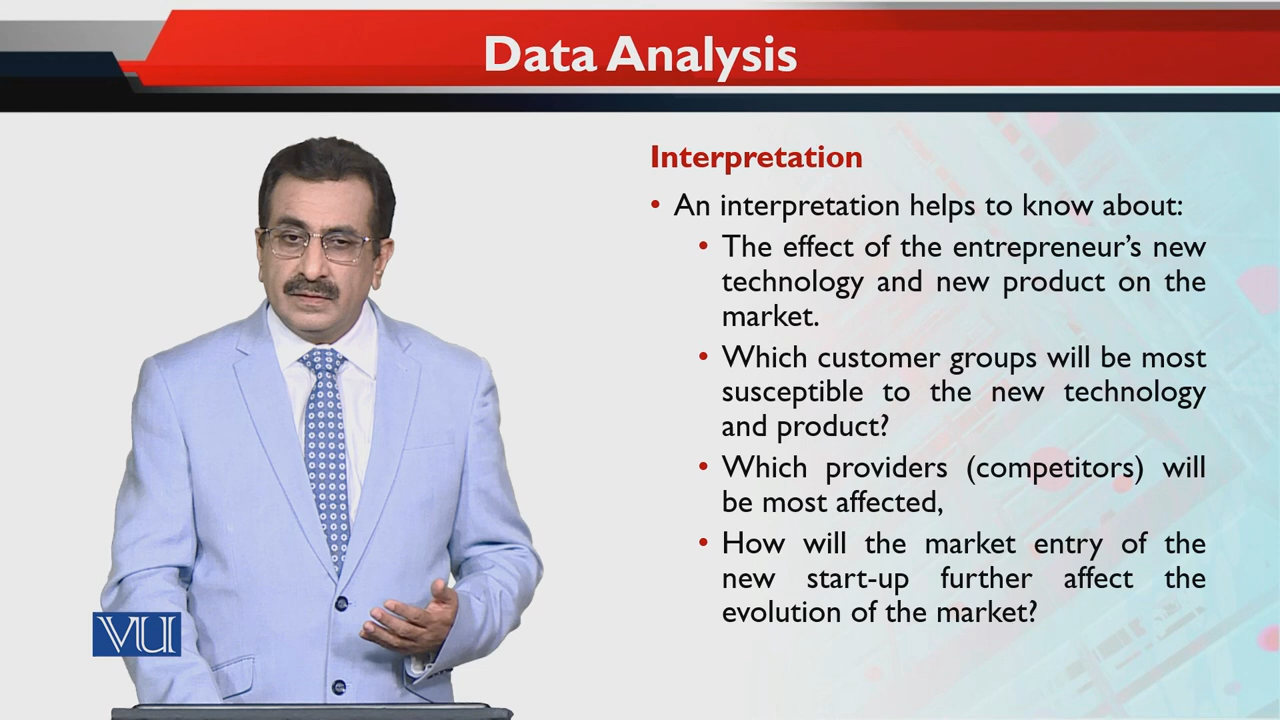 Data Analysis
Interpretation
• An interpretation helps to know about:
• The effect of the entrepreneur’s new
technology and new product on the
market.
• Which customer groups will be most
susceptible to the new technology
and product?
• Which providers (competitors) will
be most affected,
• How will the market entry of the
new start-up further affect the
evolution of the market?
VU